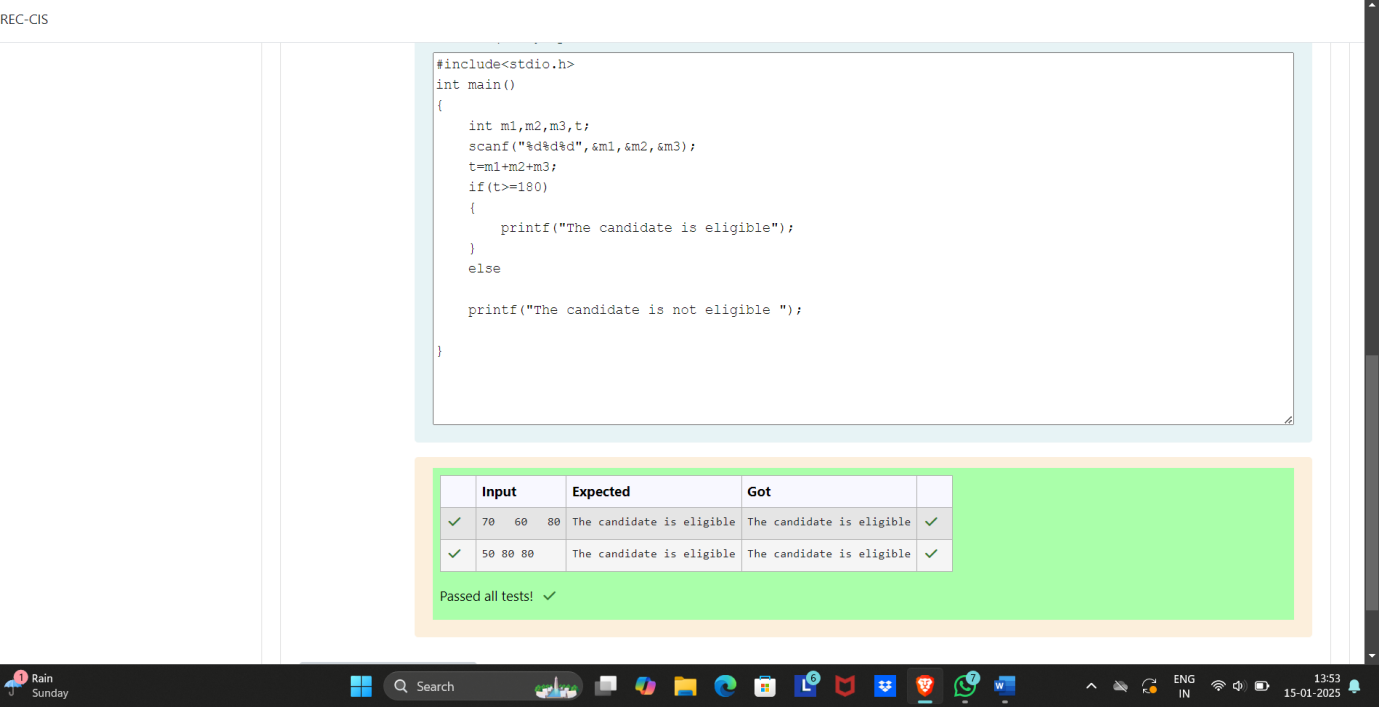 REC-CIS
#include<stdio.h>
int main()
{
    int m1,m2,m3,t;
    scanf("%d%d%d",&m1,&m2,&m3);
    t=m1+m2+m3;
    if(t>=180)
    {
        printf("The candidate is eligible");
    }
    else
    printf("The candidate is not eligible ");
}
Input Expected Got
70 60 80 The candidate is eligible The candidate is eligible
50 80 80 The candidate is eligible The candidate is eligible
Passed all tests!
1 Rain
Sunday
Search
L 6
7
W
ENG
IN
13:53
15-01-2025